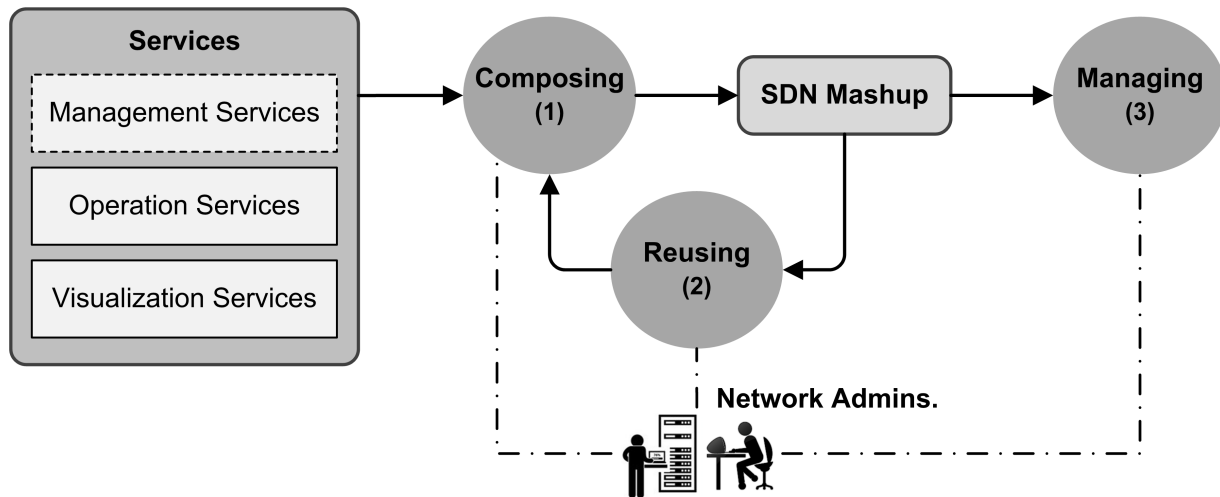 Services
Management Services
Operation Services
Visualization Services
Composing
(1)
SDN Mashup
Managing
(3)
Reusing
(2)
Network Admins.